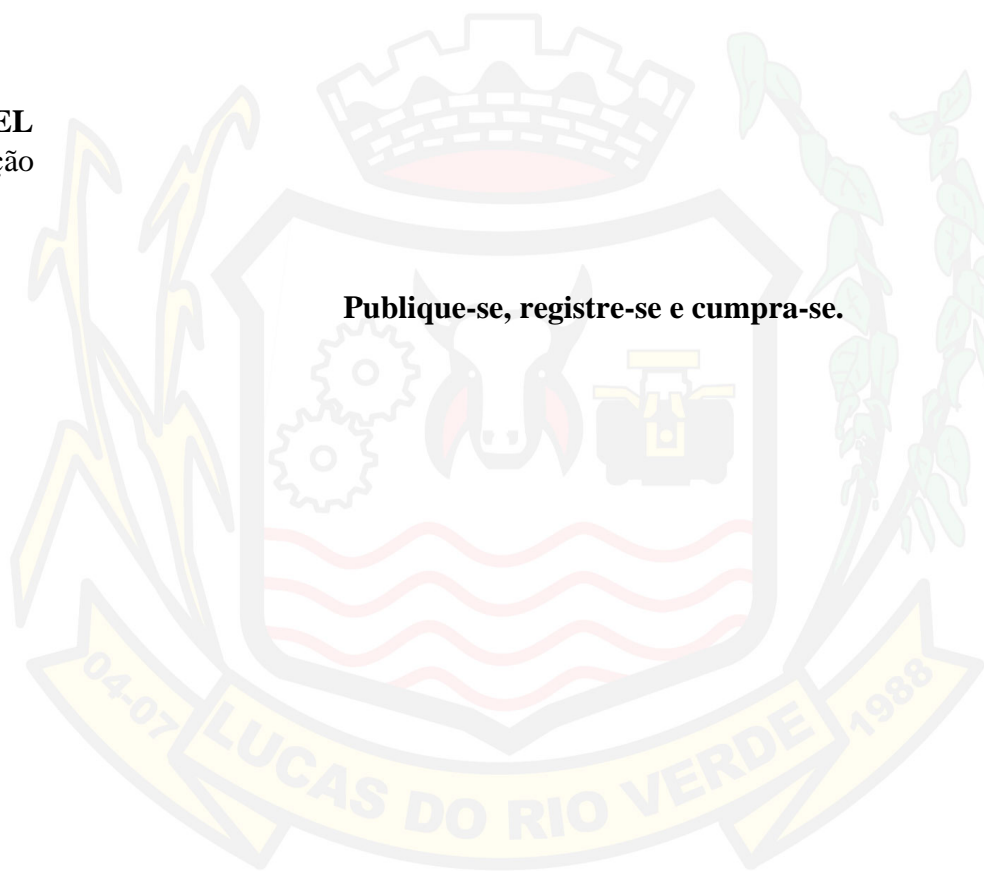 EL
ção
Publique-se, registre-se e cumpra-se.
04-07 LUCAS DO RIO VERDE 1988